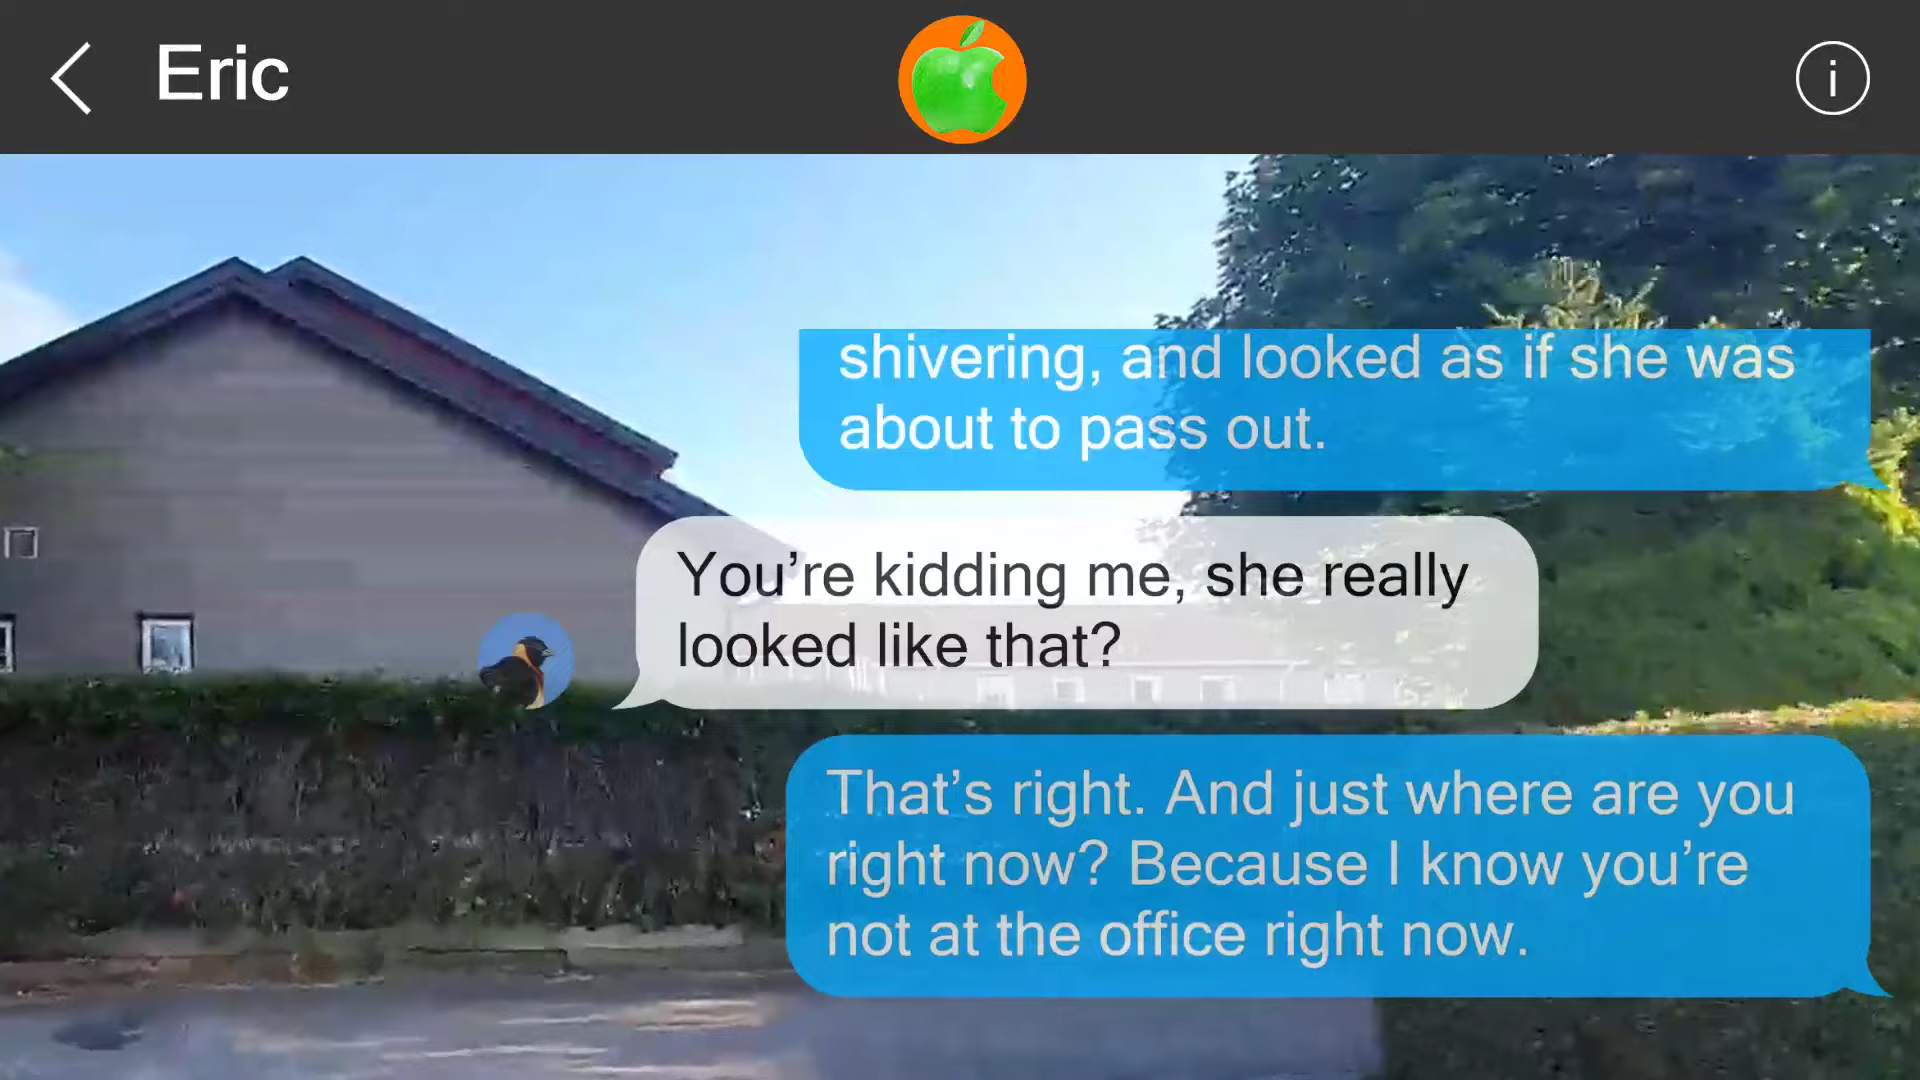 Eric
i
shivering, and looked as if she was
about to pass out.
You’re kidding me, she really
looked like that?
That’s right. And just where are you
right now? Because I know you’re
not at the office right now.